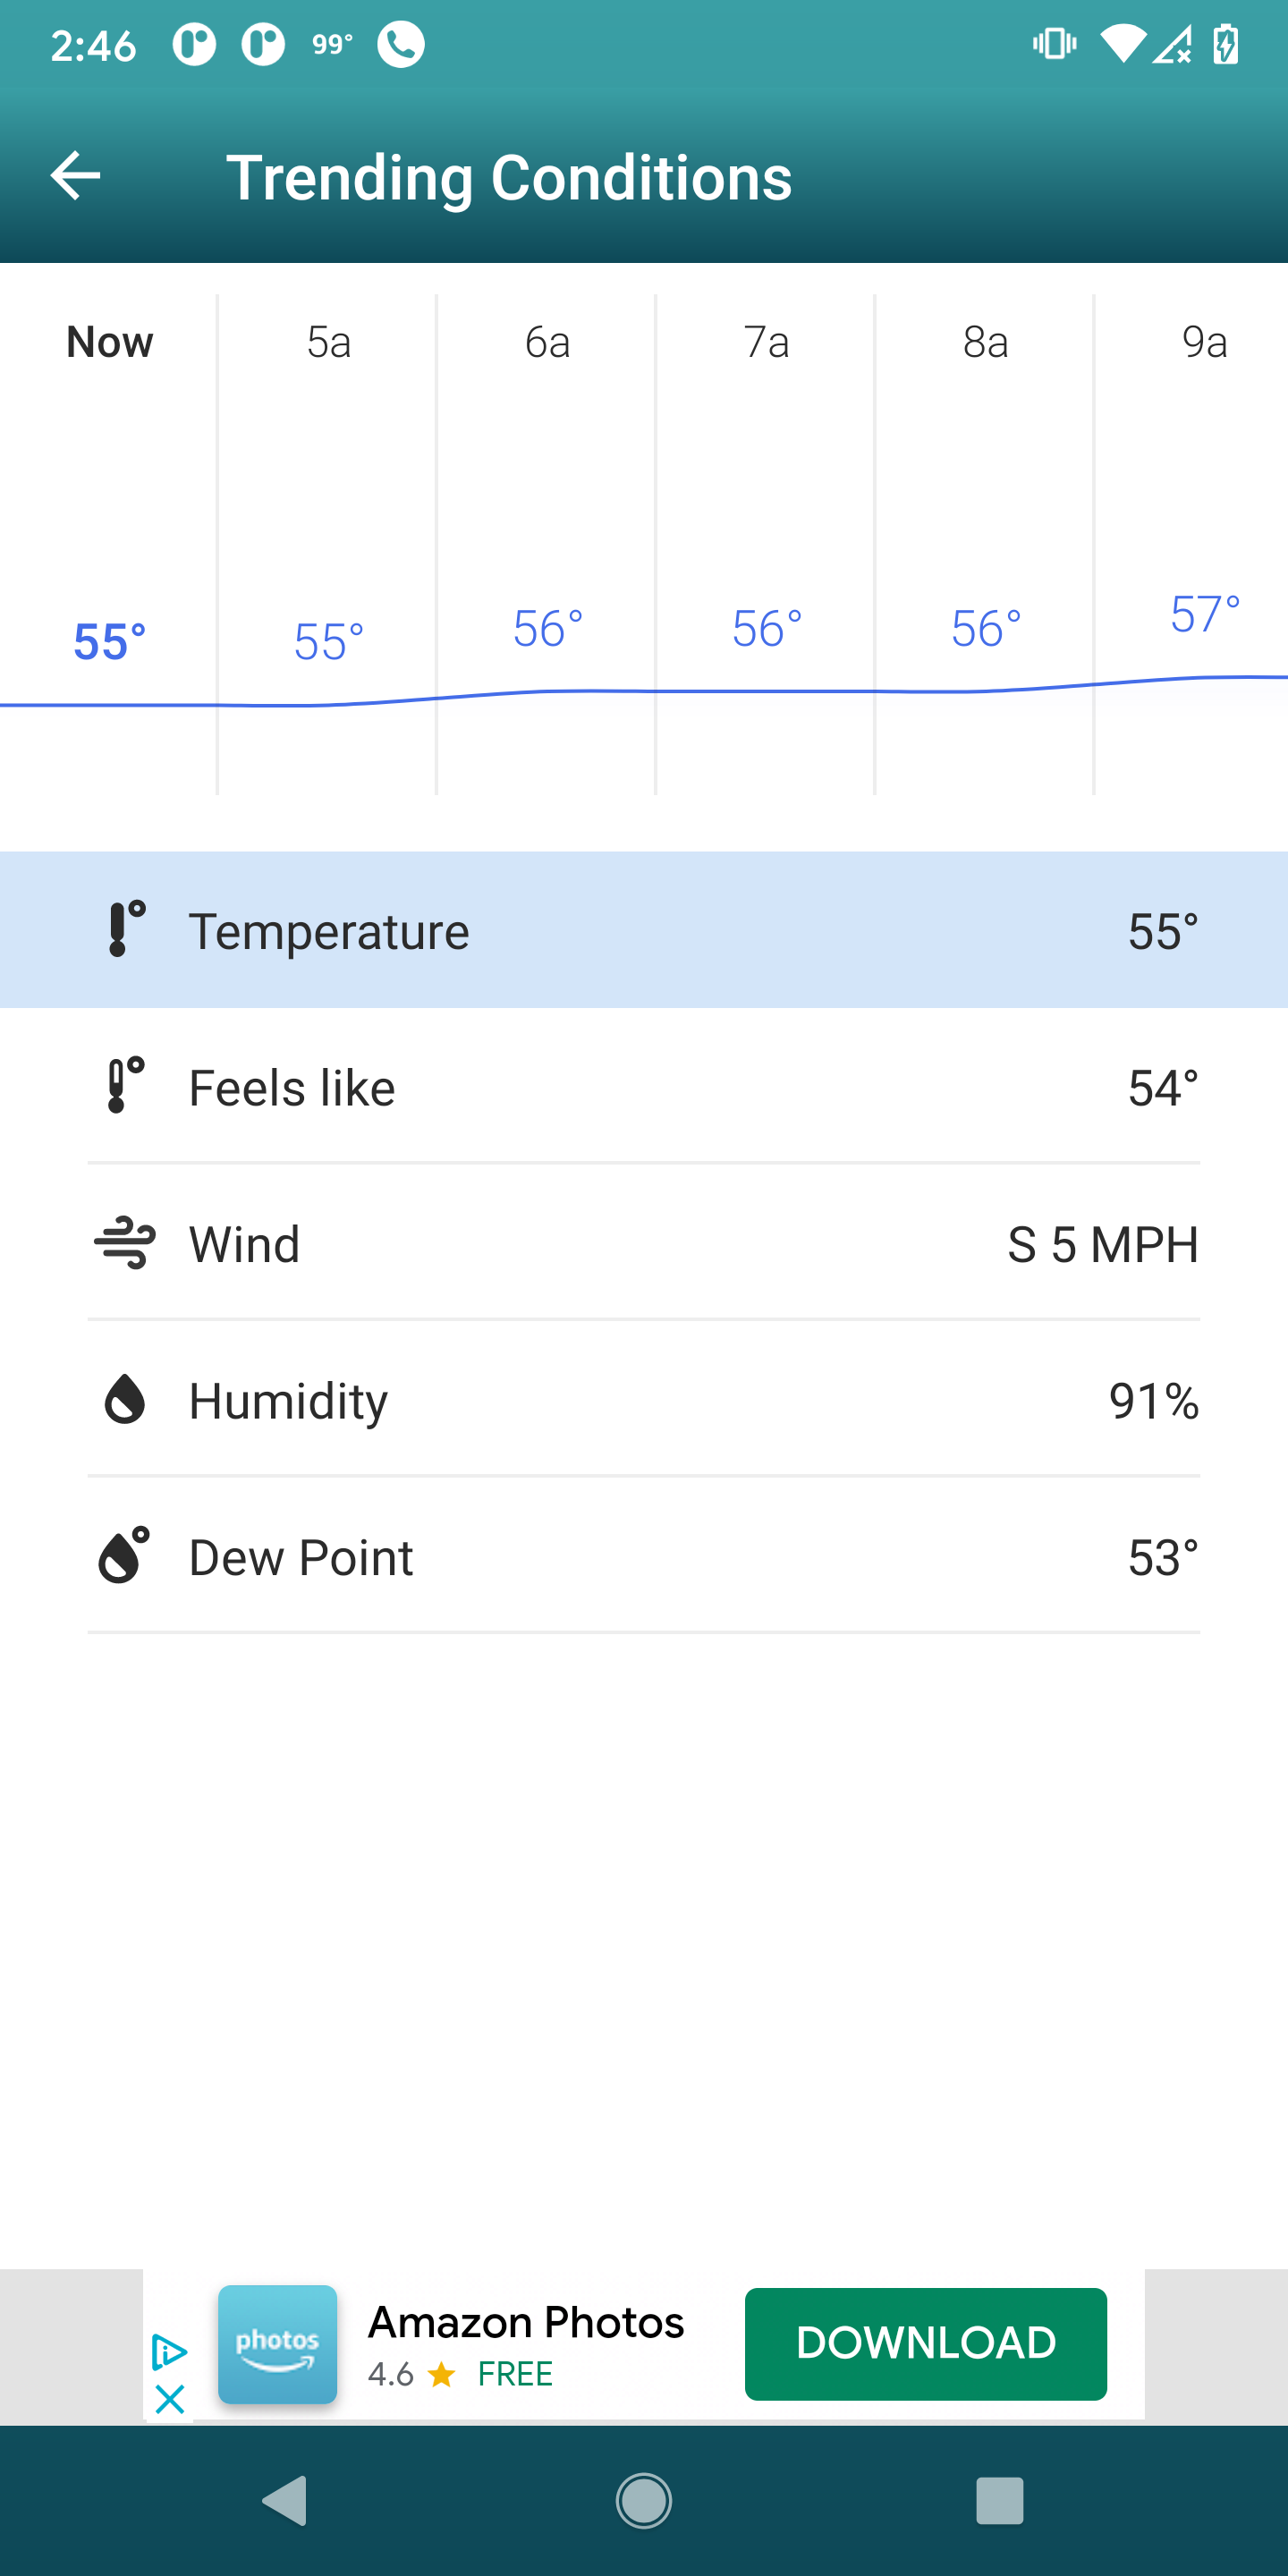 2:46 99°
Trending Conditions
Now 5a 6a 7a 8a 9a
55° 55° 56° 56° 56° 57°
Temperature 55°
Feels like 54°
Wind S 5 MPH
Humidity 91%
Dew Point 53°
photos
Amazon Photos
4.6 FREE
DOWNLOAD